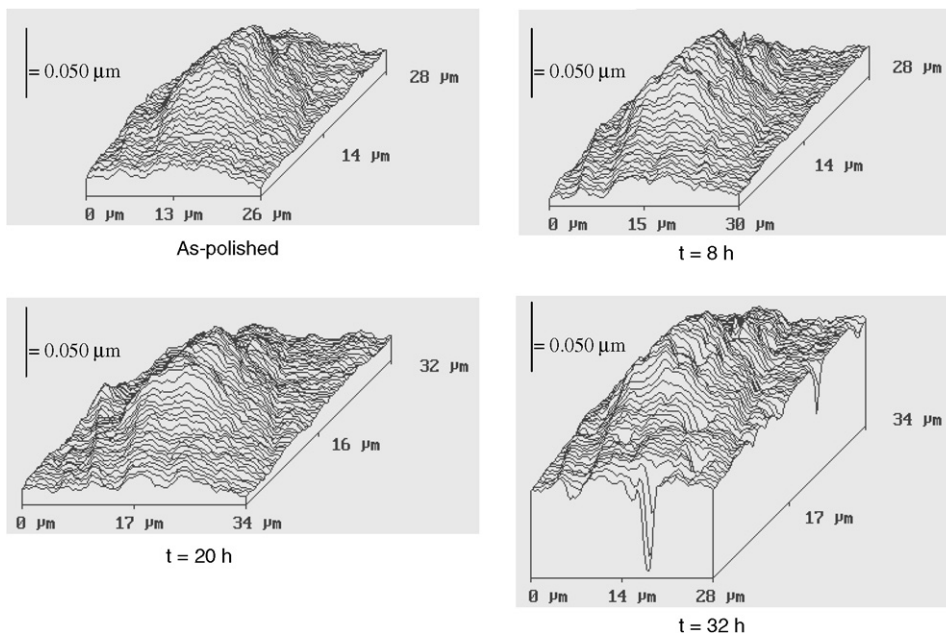 = 0.050 µm
28 µm
14 µm
0 µm 13 µm 26 µm
As-polished
= 0.050 µm
28 µm
14 µm
0 µm 15 µm 30 µm
t = 8 h
= 0.050 µm
32 µm
16 µm
0 µm 17 µm 34 µm
t = 20 h
= 0.050 µm
34 µm
17 µm
0 µm 14 µm 28 µm
t = 32 h